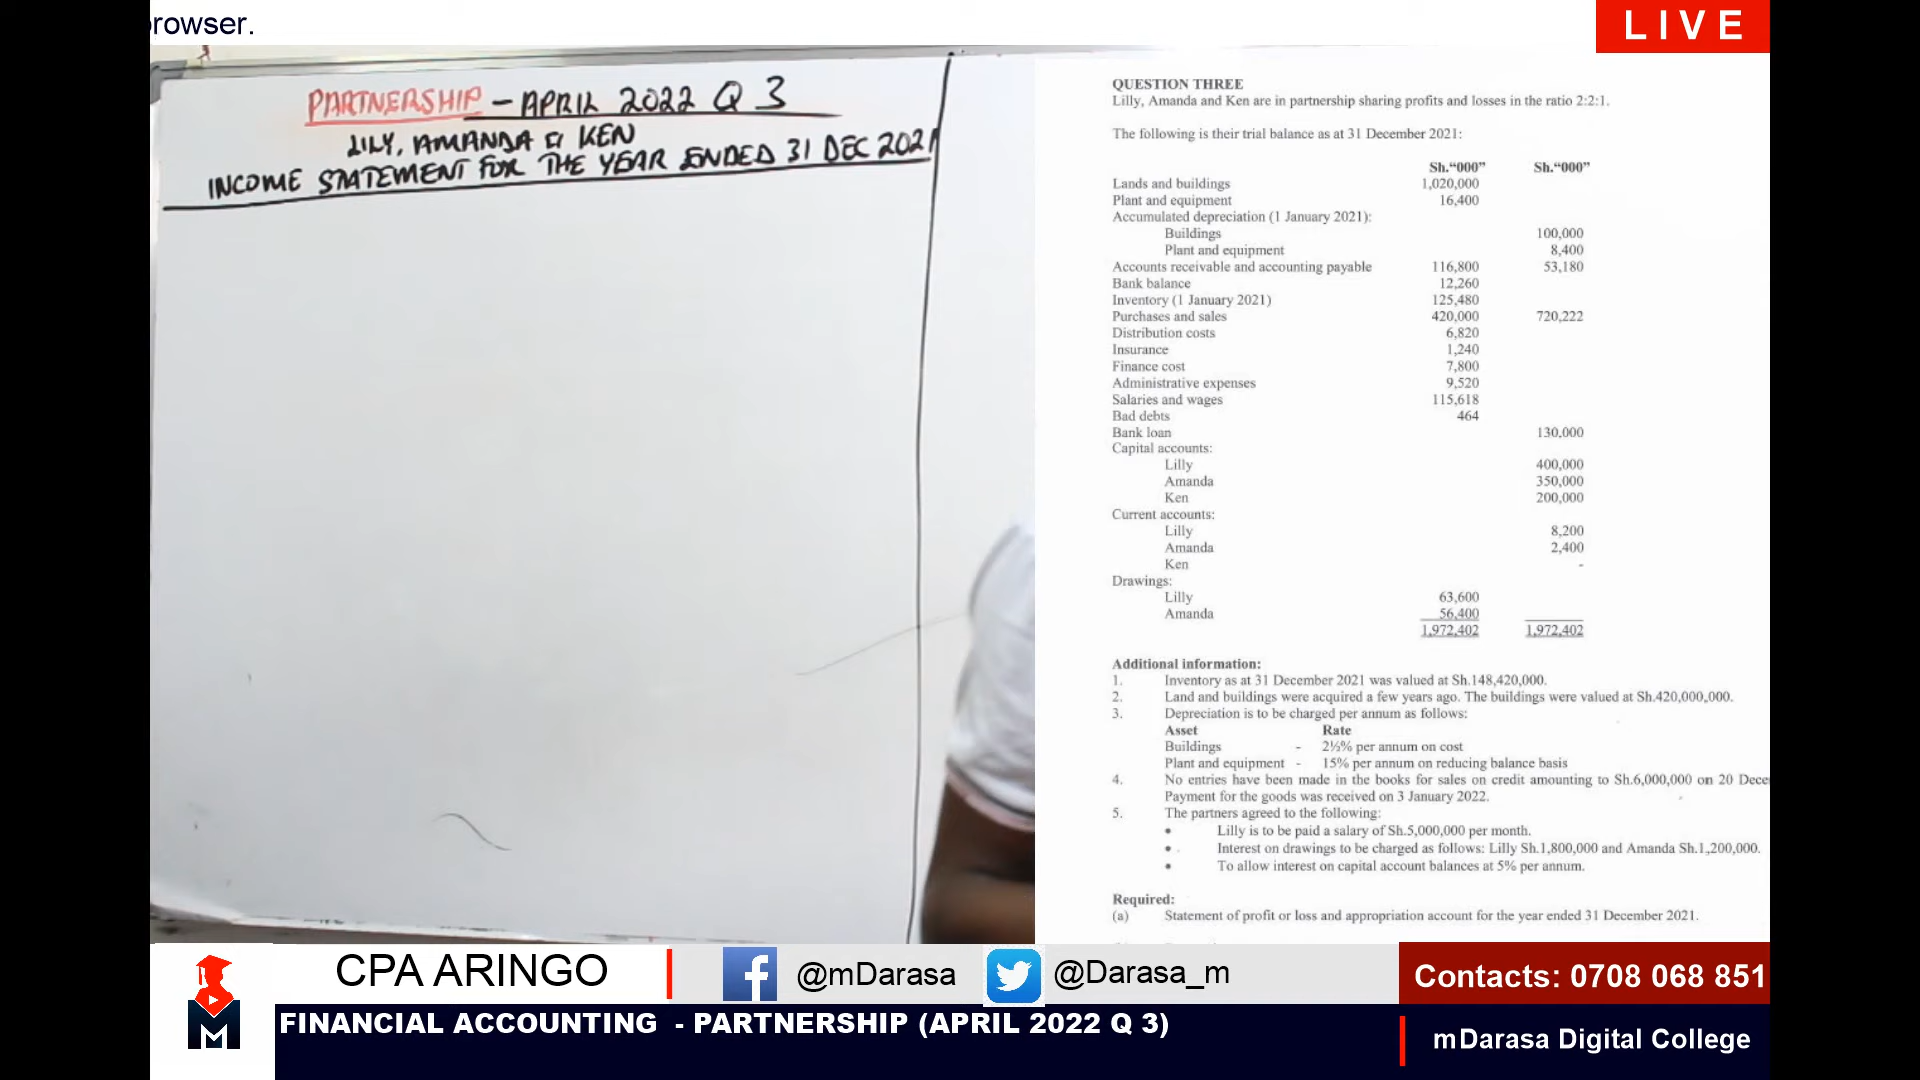 rowser.
LIVE
PARTNERSHIP - APRIL 2022 Q 3
LILY, AMANDA & KEN
INCOME STATEMENT FOR THE YEAR ENDED 31 DEC 2021
QUESTION THREE
Lilly, Amanda and Ken are in partnership sharing profits and losses in the ratio 2:2:1.
The following is their trial balance as at 31 December 2021:
Sh."000" Sh."000"
Lands and buildings 1,020,000
Plant and equipment 16,400
Accumulated depreciation (1 January 2021):
Buildings 100,000
Plant and equipment 8,400
Accounts receivable and accounting payable 116,800 53,180
Bank balance 12,260
Inventory (1 January 2021) 125,480
Purchases and sales 420,000 720,222
Distribution costs 6,820
Insurance 1,240
Finance cost 7,800
Administrative expenses 9,520
Salaries and wages 115,618
Bad debts 464
Bank loan 130,000
Capital accounts:
Lilly 400,000
Amanda 350,000
Ken 200,000
Current accounts:
Lilly 8,200
Amanda 2,400
Ken -
Drawings:
Lilly 63,600
Amanda 56,400
1,972,402 1,972,402
Additional information:
1. Inventory as at 31 December 2021 was valued at Sh.148,420,000.
2. Land and buildings were acquired a few years ago. The buildings were valued at Sh.420,000,000.
3. Depreciation is to be charged per annum as follows:
Asset Rate
Buildings - 2½% per annum on cost
Plant and equipment - 15% per annum on reducing balance basis
4. No entries have been made in the books for sales on credit amounting to Sh.6,000,000 on 20 Dece
Payment for the goods was received on 3 January 2022.
5. The partners agreed to the following:
• Lilly is to be paid a salary of Sh.5,000,000 per month.
• Interest on drawings to be charged as follows: Lilly Sh.1,800,000 and Amanda Sh.1,200,000.
• To allow interest on capital account balances at 5% per annum.
Required:
(a) Statement of profit or loss and appropriation account for the year ended 31 December 2021.
CPA ARINGO
@mDarasa
@Darasa_m
Contacts: 0708 068 851
M
FINANCIAL ACCOUNTING - PARTNERSHIP (APRIL 2022 Q 3)
mDarasa Digital College